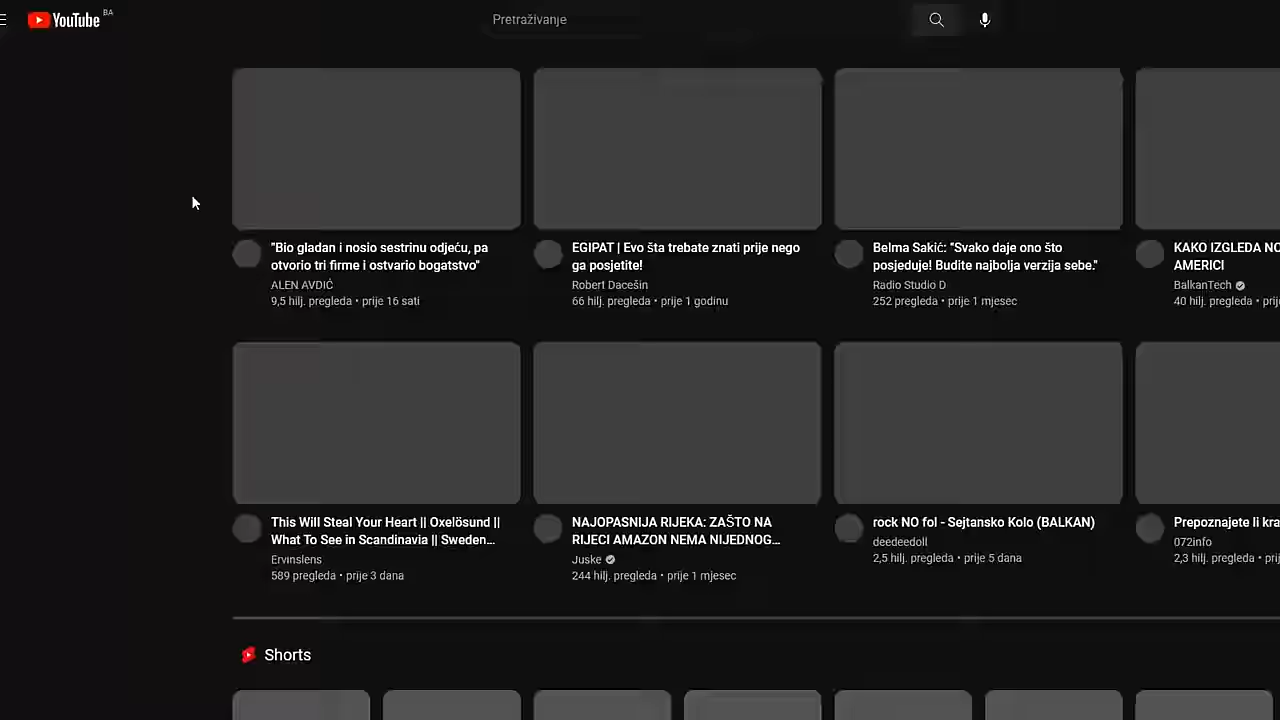 YouTube BA
Pretraživanje
"Bio gladan i nosio sestrinu odjeću, pa
otvorio tri firme i ostvario bogatstvo"
ALEN AVDIĆ
9,5 hilj. pregleda • prije 16 sati
EGIPAT | Evo šta trebate znati prije nego
ga posjetite!
Robert Dacešin
66 hilj. pregleda • prije 1 godinu
Belma Sakić: "Svako daje ono što
posjeduje! Budite najbolja verzija sebe."
Radio Studio D
252 pregleda • prije 1 mjesec
KAKO IZGLEDA
AMERICI
BalkanTech
40 hilj. pregleda •
This Will Steal Your Heart || Oxelösund ||
What To See in Scandinavia || Sweden...
Ervinslens
589 pregleda • prije 3 dana
NAJOPASNIJA RIJEKA: ZAŠTO NA
RIJECI AMAZON NEMA NIJEDNOG...
Juske
244 hilj. pregleda • prije 1 mjesec
rock NO fol - Sejtansko Kolo (BALKAN)
deedeedoll
2,5 hilj. pregleda • prije 5 dana
Prepoznajete li
072info
2,3 hilj. pregleda •
Shorts